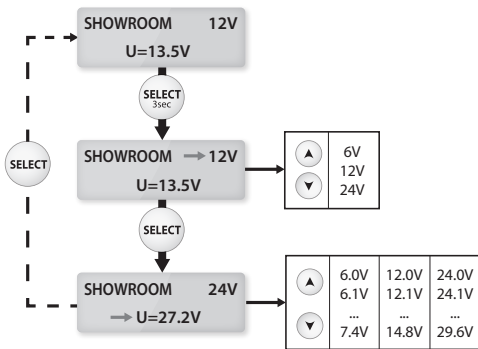 SHOWROOM 12V
U=13.5V
SELECT
3sec
SHOWROOM → 12V
U=13.5V
6V
12V
24V
SELECT
SELECT
SHOWROOM 24V
→ U=27.2V
6.0V 12.0V 24.0V
6.1V 12.1V 24.1V
... ... ...
7.4V 14.8V 29.6V